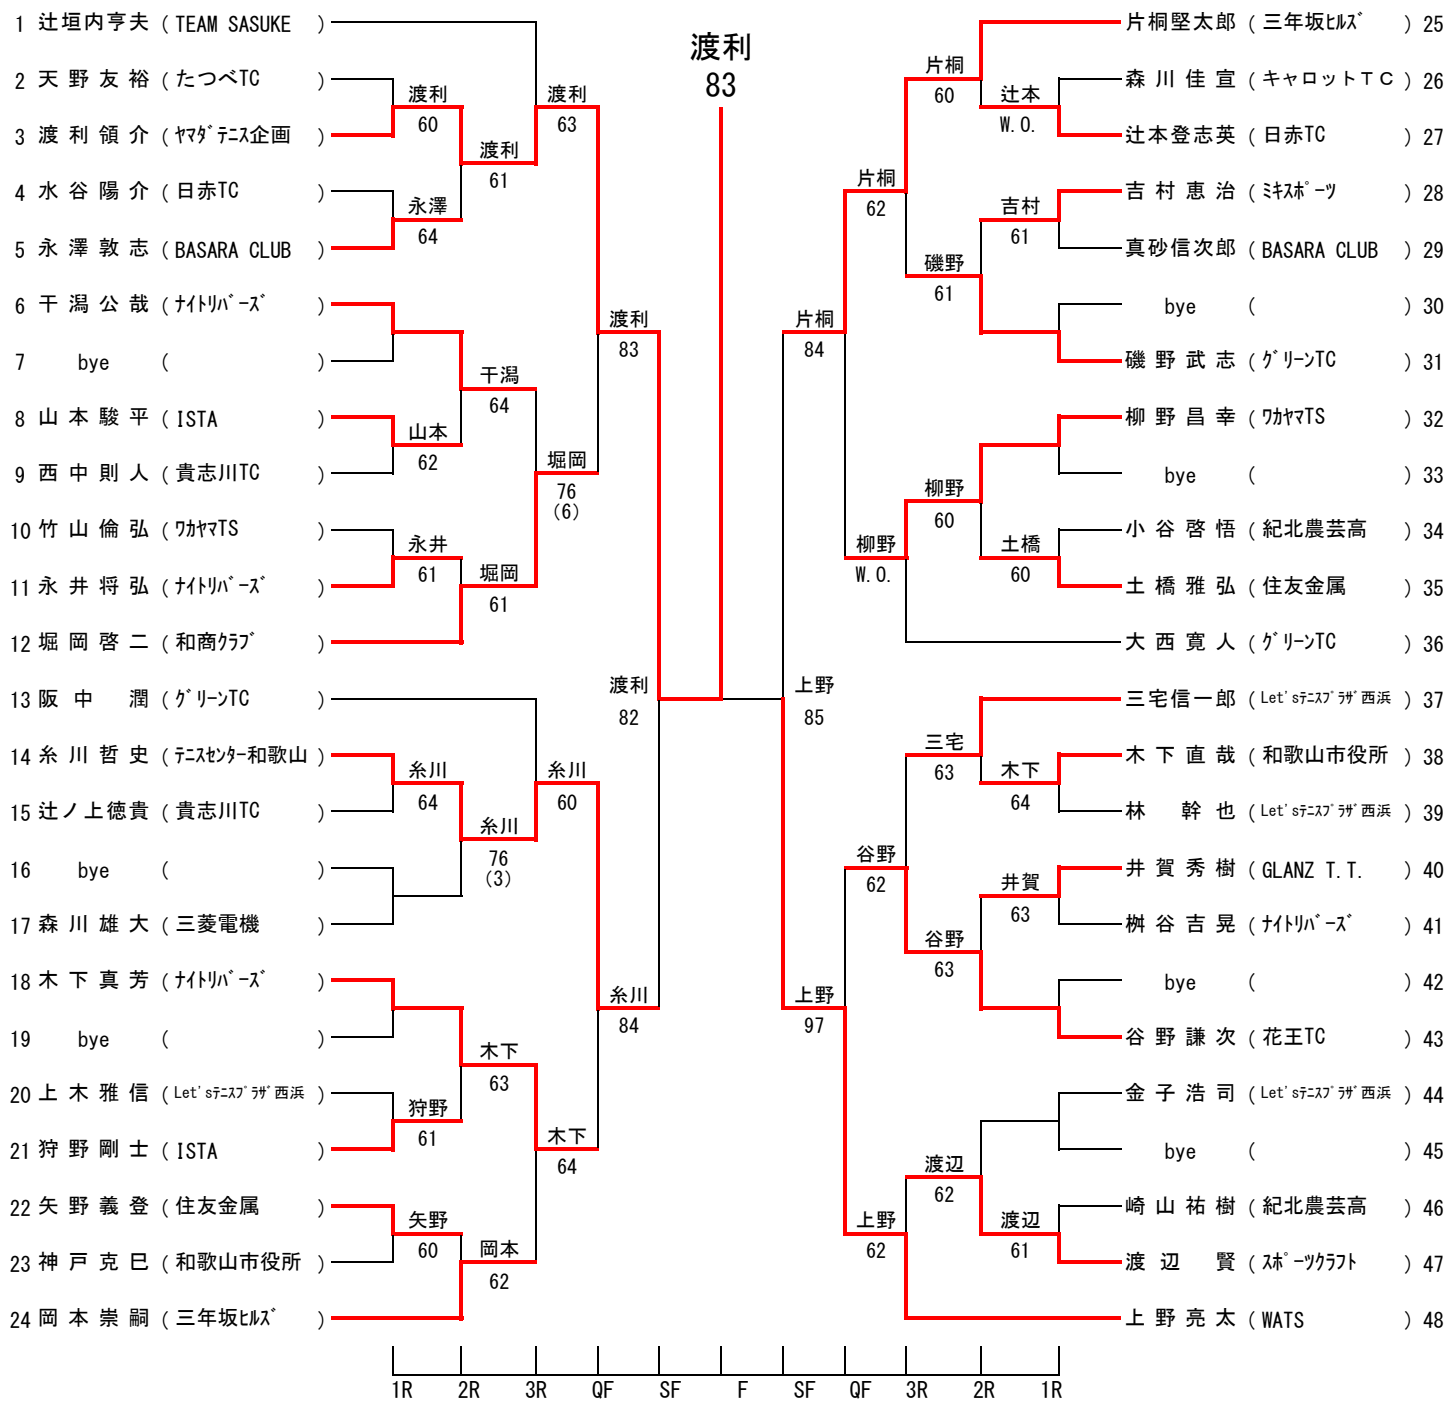 渡利
83
1 辻垣内亨夫 ( TEAM SASUKE )
2 天野友裕 ( たつべTC )
3 渡利領介 ( ﾔﾏﾀﾞﾃﾆｽ企画 )
4 水谷陽介 ( 日赤TC )
5 永澤敦志 ( BASARA CLUB )
6 干潟公哉 ( ﾅｲﾄﾘﾊﾞｰｽﾞ )
7 bye ( )
8 山本駿平 ( ISTA )
9 西中則人 ( 貴志川TC )
10 竹山倫弘 ( ﾜｶﾔﾏTS )
11 永井将弘 ( ﾅｲﾄﾘﾊﾞｰｽﾞ )
12 堀岡啓二 ( 和商ｸﾗﾌﾞ )
13 阪中 潤 ( ｸﾞﾘｰﾝTC )
14 糸川哲史 ( ﾃﾆｽｾﾝﾀｰ和歌山 )
15 辻ノ上徳貴 ( 貴志川TC )
16 bye ( )
17 森川雄大 ( 三菱電機 )
18 木下真芳 ( ﾅｲﾄﾘﾊﾞｰｽﾞ )
19 bye ( )
20 上木雅信 ( Let'sﾃﾆｽﾌﾟﾗｻﾞ西浜 )
21 狩野剛士 ( ISTA )
22 矢野義登 ( 住友金属 )
23 神戸克巳 ( 和歌山市役所 )
24 岡本崇嗣 ( 三年坂ﾋﾙｽﾞ )
渡利
60
永澤
64
山本
62
永井
61
糸川
64
狩野
61
矢野
60
渡利
61
干潟
64
堀岡
61
糸川
76
(3)
木下
63
岡本
62
渡利
63
堀岡
76
(6)
糸川
60
木下
64
渡利
83
糸川
84
渡利
82
上野
85
片桐
84
上野
97
片桐
62
柳野
W.O.
谷野
62
上野
62
片桐
60
磯野
61
柳野
60
三宅
63
谷野
63
渡辺
62
辻本
W.O.
吉村
61
土橋
60
木下
64
井賀
63
渡辺
61
片桐堅太郎 ( 三年坂ﾋﾙｽﾞ ) 25
森川佳宣 ( キャロットTC ) 26
辻本登志英 ( 日赤TC ) 27
吉村恵治 ( ﾐｷｽﾎﾟｰﾂ ) 28
真砂信次郎 ( BASARA CLUB ) 29
bye ( ) 30
磯野武志 ( ｸﾞﾘｰﾝTC ) 31
柳野昌幸 ( ﾜｶﾔﾏTS ) 32
bye ( ) 33
小谷啓悟 ( 紀北農芸高 ) 34
土橋雅弘 ( 住友金属 ) 35
大西寛人 ( ｸﾞﾘｰﾝTC ) 36
三宅信一郎 ( Let'sﾃﾆｽﾌﾟﾗｻﾞ西浜 ) 37
木下直哉 ( 和歌山市役所 ) 38
林 幹也 ( Let'sﾃﾆｽﾌﾟﾗｻﾞ西浜 ) 39
井賀秀樹 ( GLANZ T.T. ) 40
桝谷吉晃 ( ﾅｲﾄﾘﾊﾞｰｽﾞ ) 41
bye ( ) 42
谷野謙次 ( 花王TC ) 43
金子浩司 ( Let'sﾃﾆｽﾌﾟﾗｻﾞ西浜 ) 44
bye ( ) 45
崎山祐樹 ( 紀北農芸高 ) 46
渡辺 賢 ( ｽﾎﾟｰﾂｸﾗﾌﾄ ) 47
上野亮太 ( WATS ) 48
1R 2R 3R QF SF F SF QF 3R 2R 1R